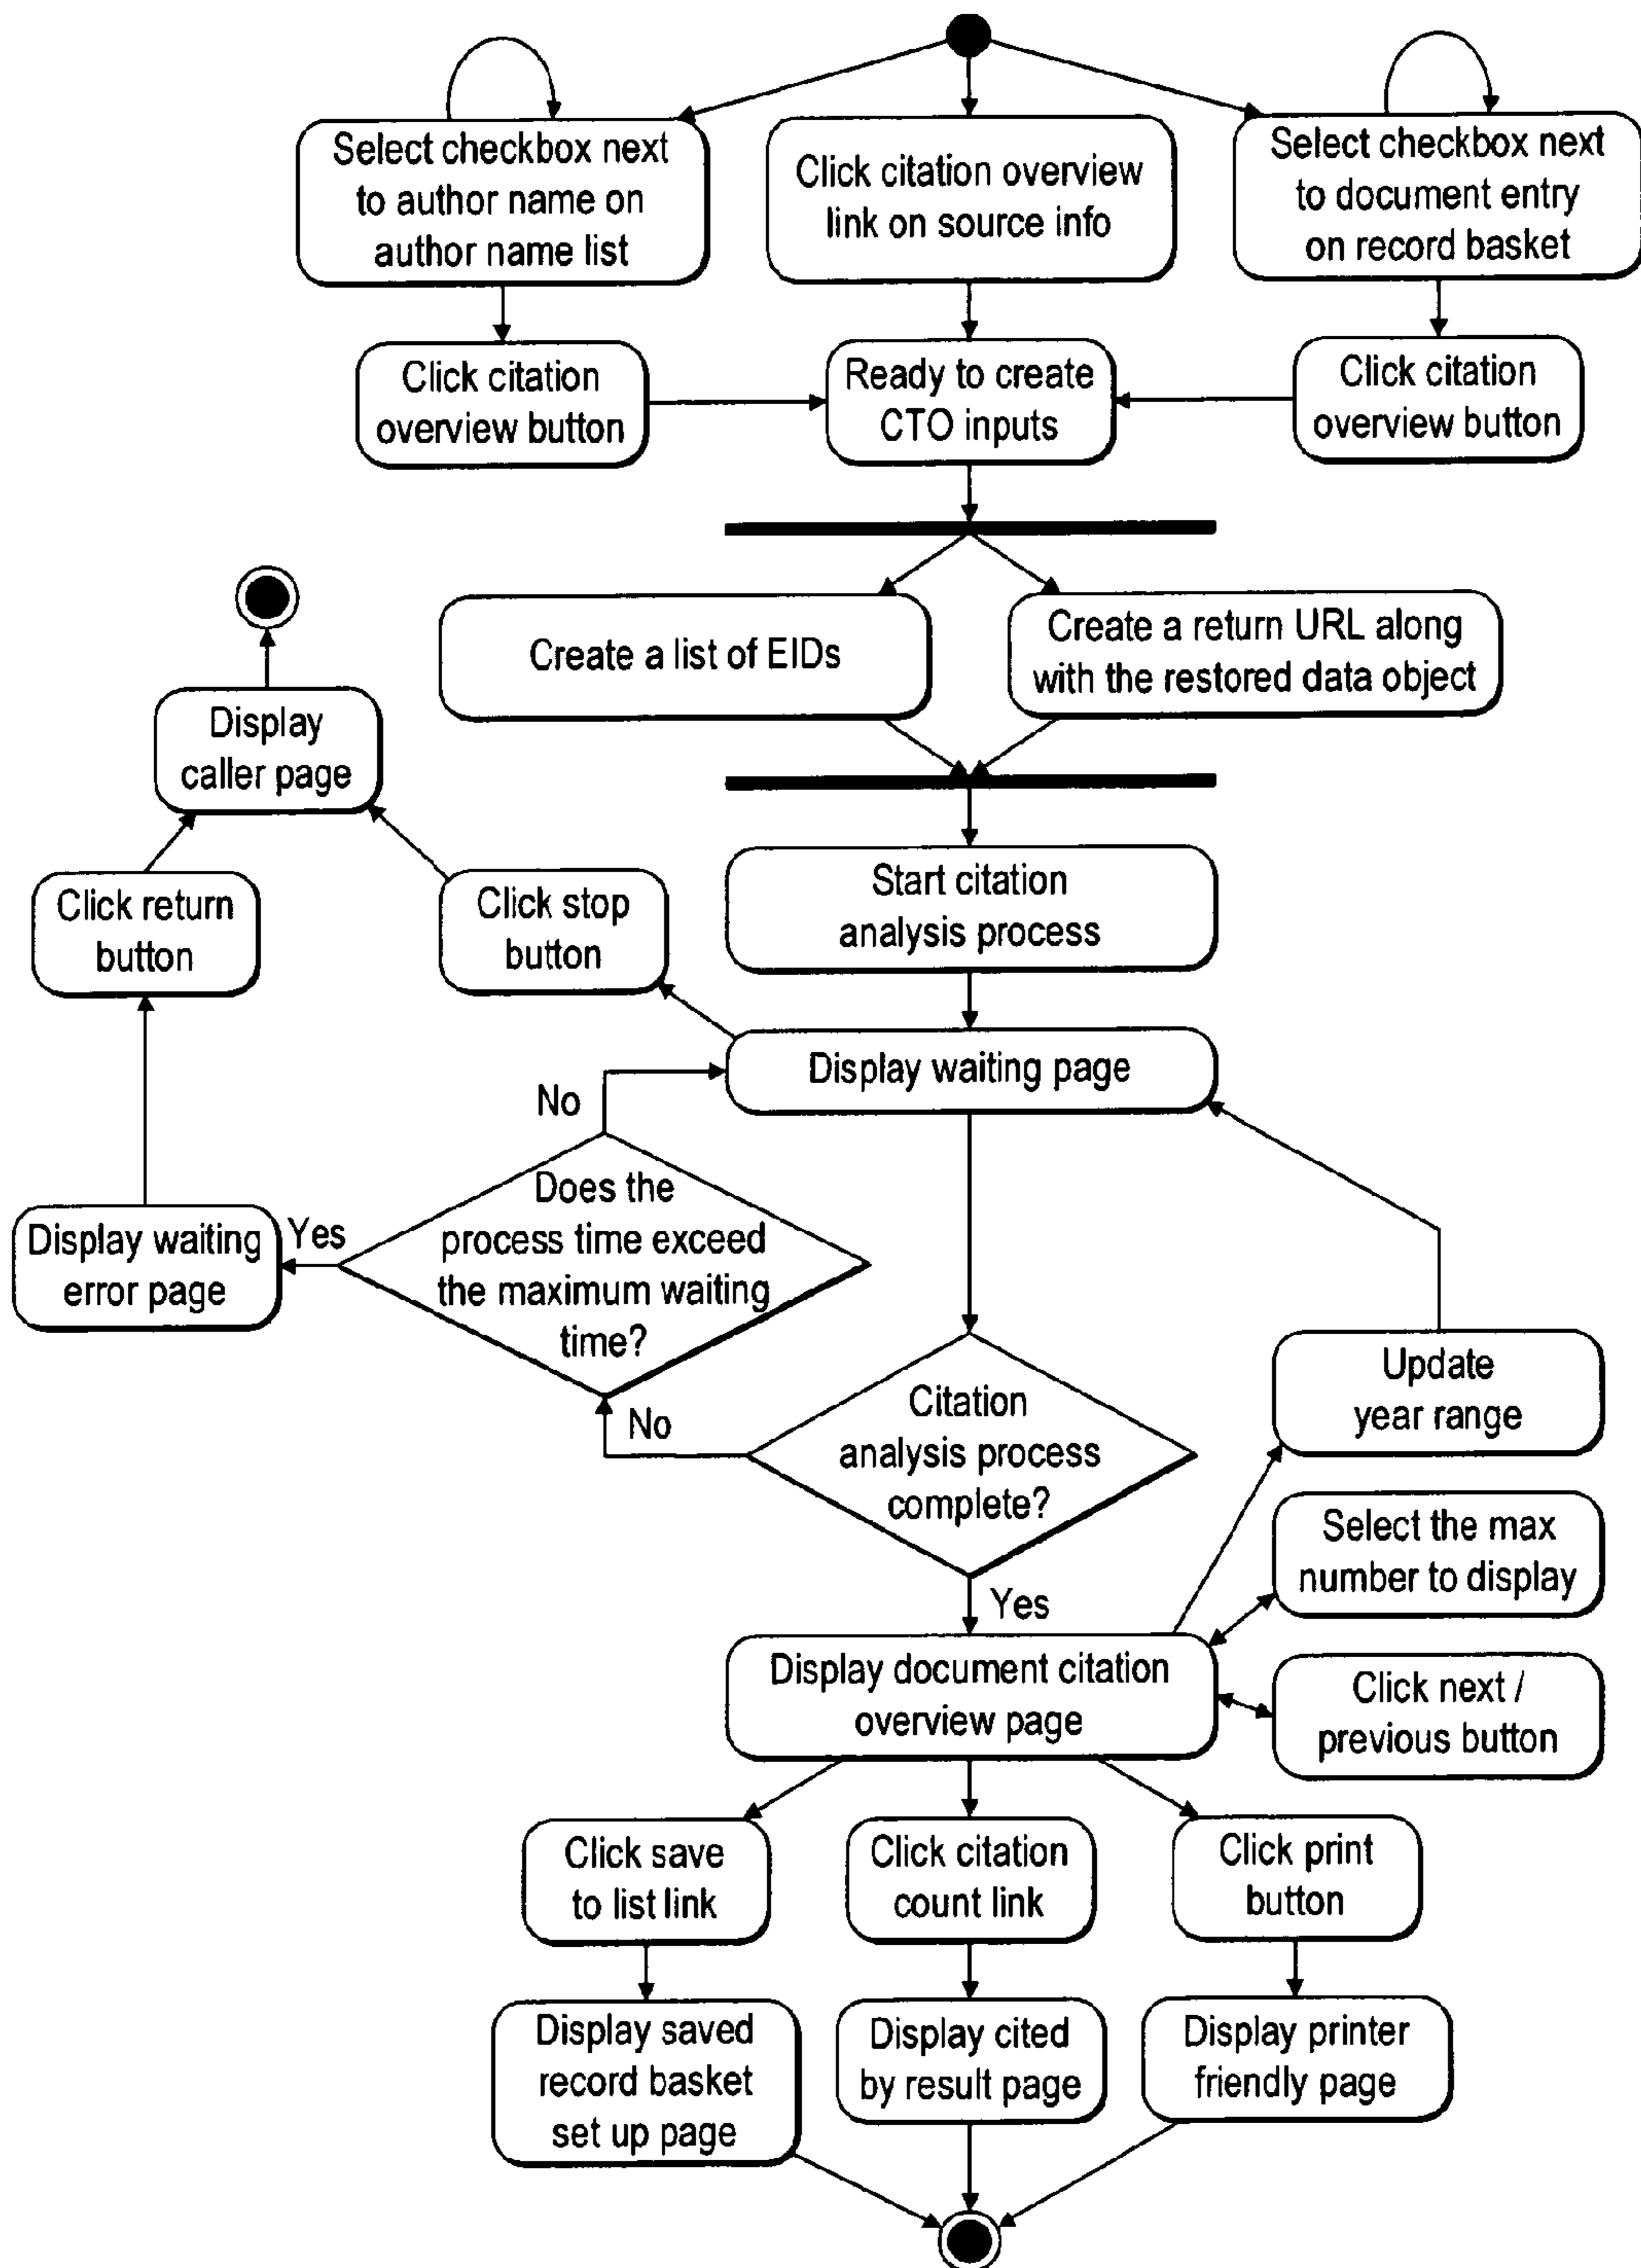 Select checkbox next
to author name on
author name list
Click citation overview
link on source info
Select checkbox next
to document entry
on record basket
Click citation
overview button
Ready to create
CTO inputs
Click citation
overview button
Create a list of EIDs
Create a return URL along
with the restored data object
Display
caller page
Click return
button
Click stop
button
Start citation
analysis process
Display waiting page
No
Does the
process time exceed
the maximum waiting
time?
Yes
Display waiting
error page
No
Citation
analysis process
complete?
Update
year range
Select the max
number to display
Yes
Display document citation
overview page
Click next /
previous button
Click save
to list link
Click citation
count link
Click print
button
Display saved
record basket
set up page
Display cited
by result page
Display printer
friendly page